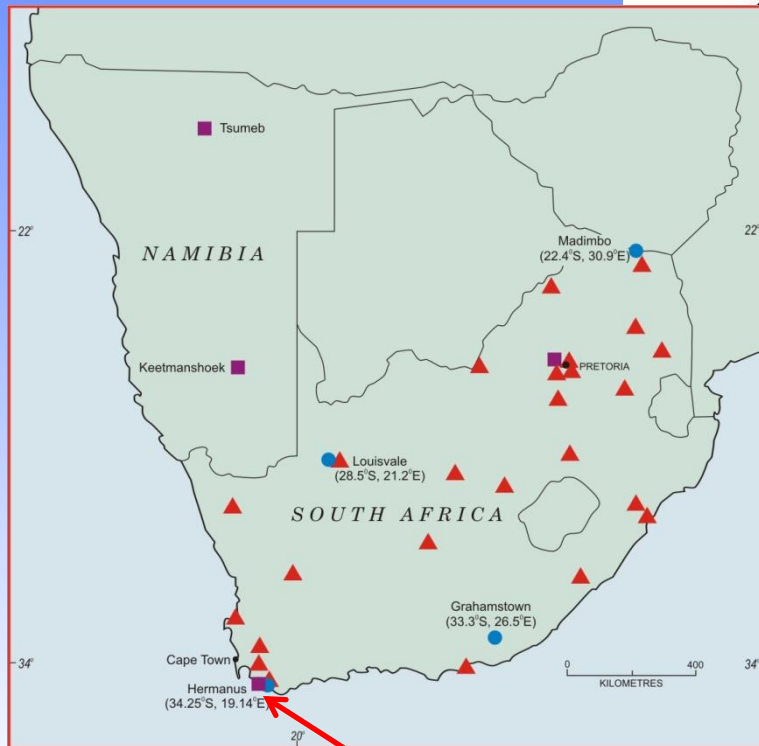 Tsumeb
22°
22°
Madimbo
(22.4°S, 30.9°E)
NAMIBIA
Keetmanshoek
PRETORIA
Louisvale
(28.5°S, 21.2°E)
SOUTH AFRICA
Grahamstown
(33.3°S, 26.5°E)
Cape Town
34°
34°
0 400
KILOMETRES
Hermanus
(34.25°S, 19.14°E)
20°